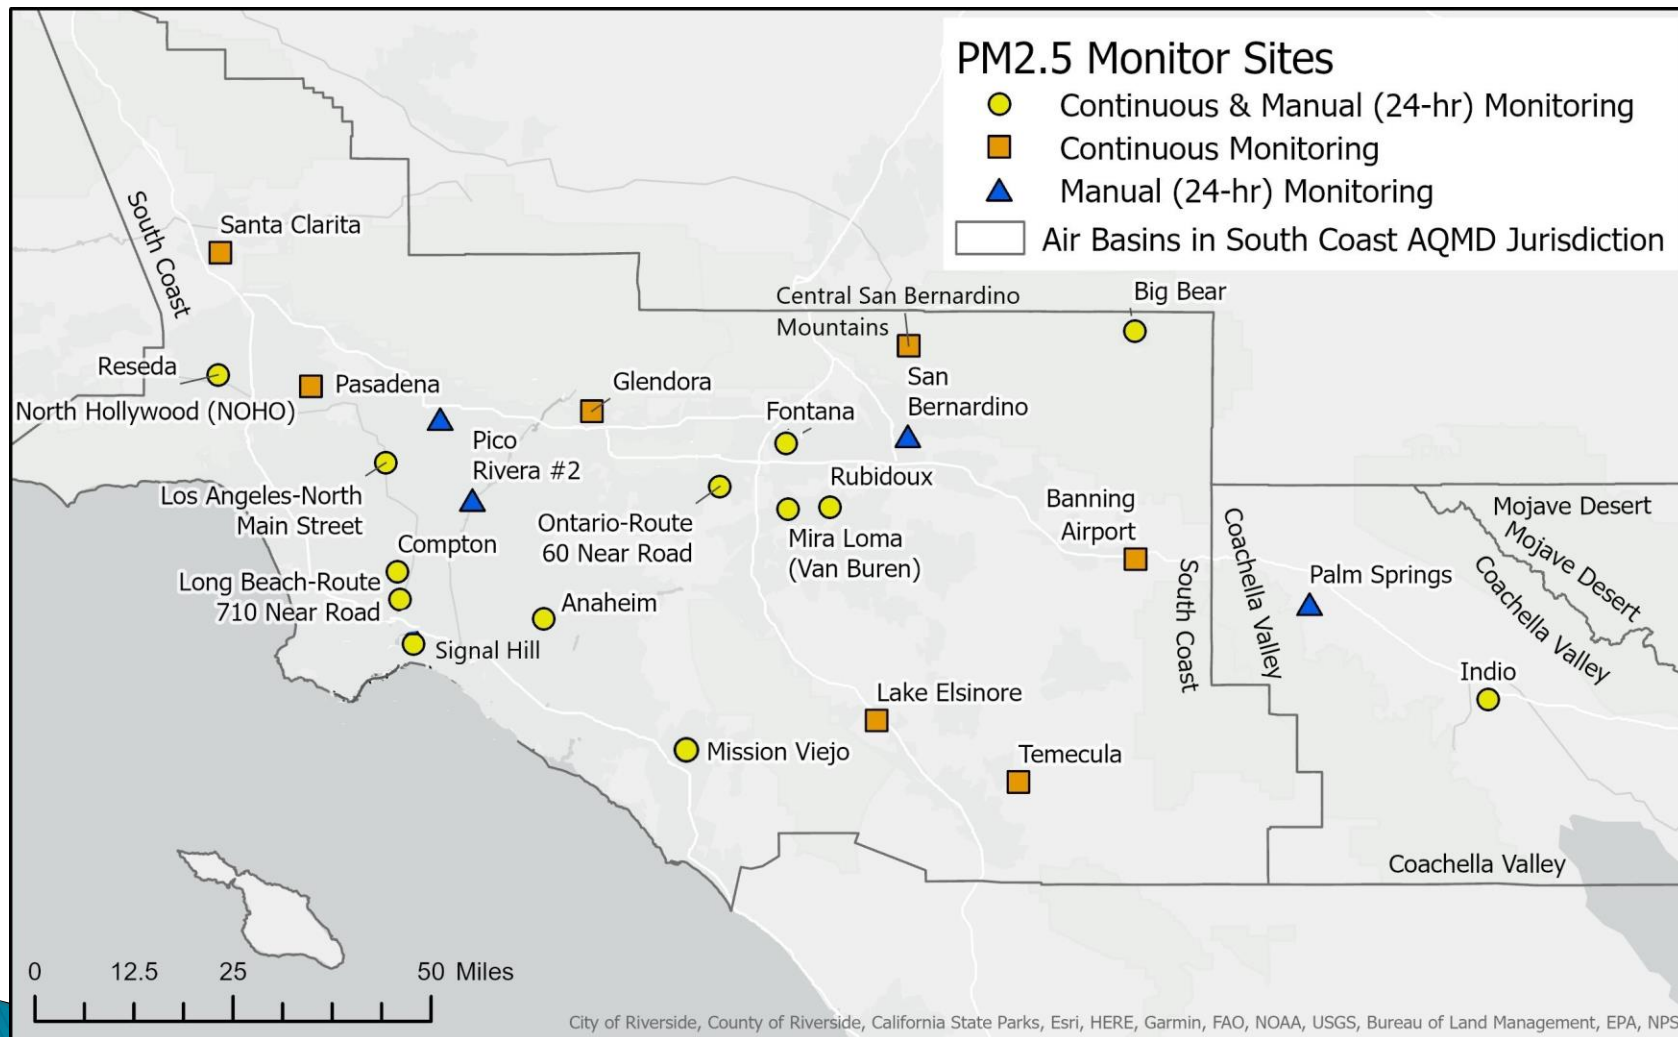 PM2.5 Monitor Sites
Continuous & Manual (24-hr) Monitoring
Continuous Monitoring
Manual (24-hr) Monitoring
Air Basins in South Coast AQMD Jurisdiction
South Coast
Santa Clarita
Central San Bernardino
Mountains
Big Bear
Reseda
Pasadena
North Hollywood (NOHO)
Glendora
San
Bernardino
Fontana
Pico
Rivera #2
Los Angeles-North
Main Street
Rubidoux
Ontario-Route
60 Near Road
Mira Loma
(Van Buren)
Banning
Airport
Compton
Long Beach-Route
710 Near Road
Anaheim
Signal Hill
South Coast
Coachella Valley
Mojave Desert
Mojave Desert
Coachella Valley
Palm Springs
Indio
Lake Elsinore
Mission Viejo
Temecula
Coachella Valley
0 12.5 25 50 Miles
City of Riverside, County of Riverside, California State Parks, Esri, HERE, Garmin, FAO, NOAA, USGS, Bureau of Land Management, EPA, NPS